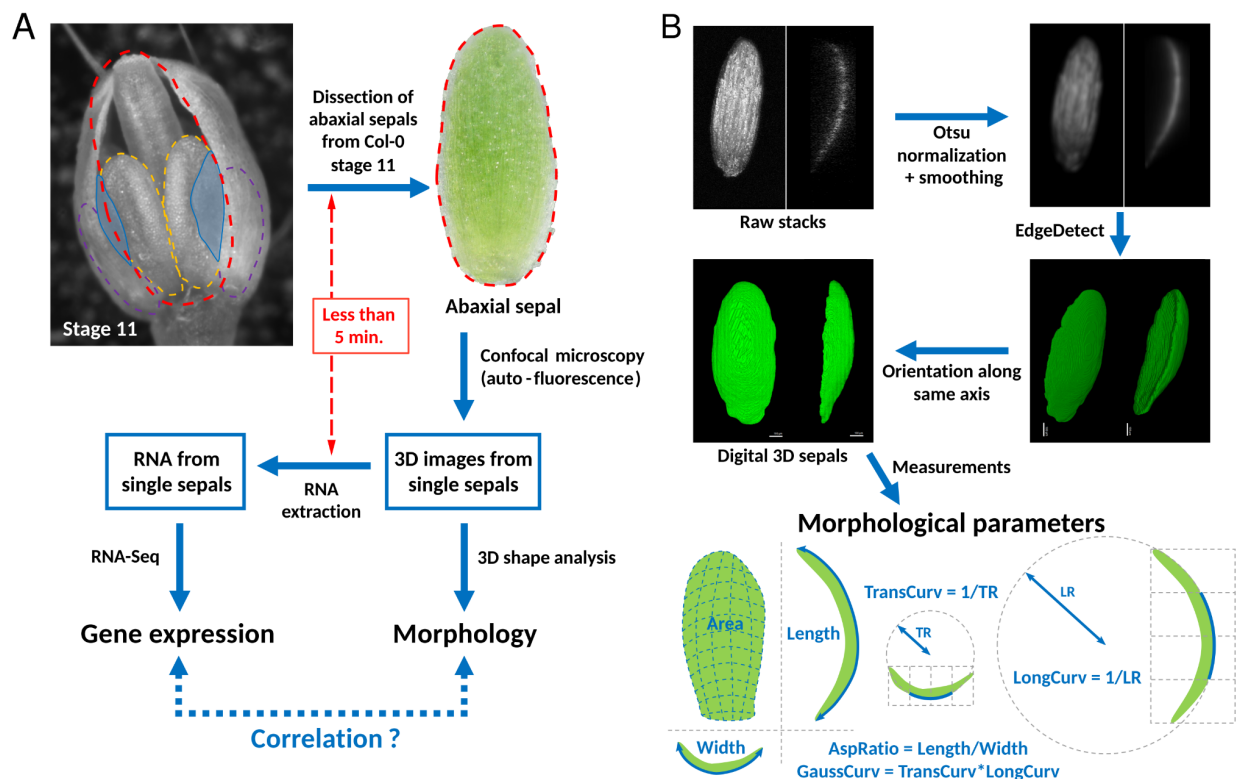 A
Stage 11
Dissection of
abaxial sepals
from Col-0
stage 11
Less than
5 min.
Abaxial sepal
Confocal microscopy
(auto - fluorescence)
RNA from
single sepals
RNA
extraction
3D images from
single sepals
RNA-Seq
3D shape analysis
Gene expression
Morphology
Correlation ?
B
Raw stacks
Otsu
normalization
+ smoothing
EdgeDetect
Orientation along
same axis
Digital 3D sepals
Measurements
Morphological parameters
Area
Length
Width
TransCurv = 1/TR
TR
LR
LongCurv = 1/LR
AspRatio = Length/Width
GaussCurv = TransCurv*LongCurv